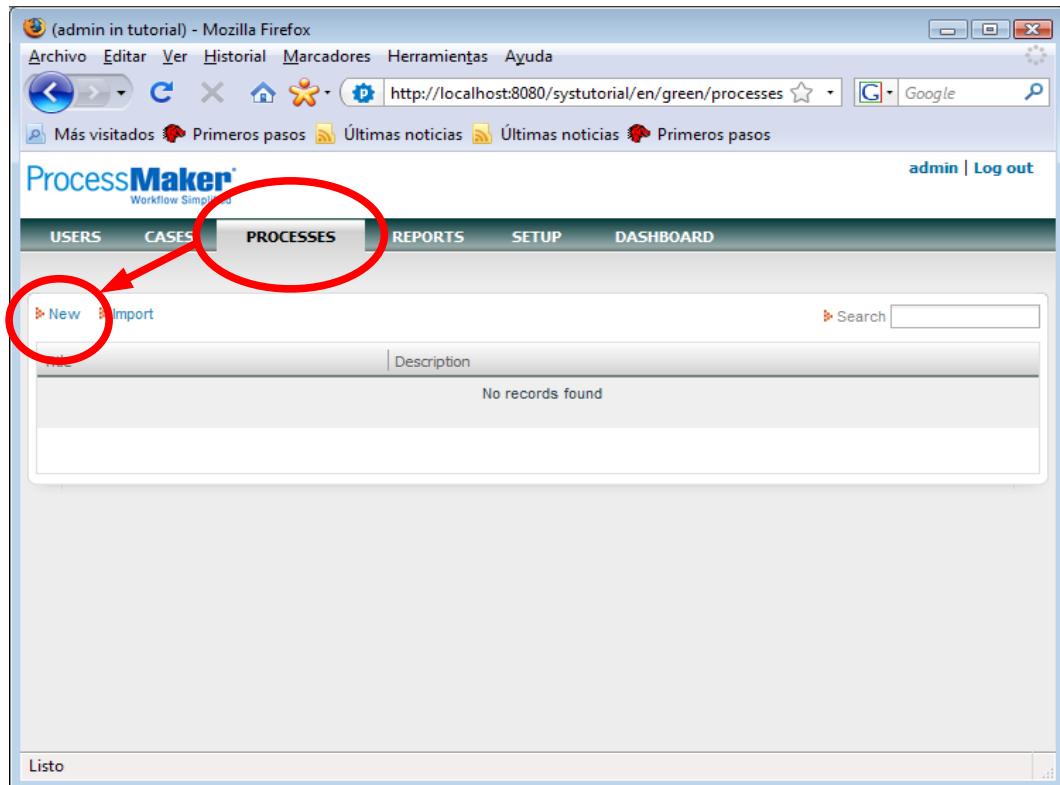 (admin in tutorial) - Mozilla Firefox
Archivo Editar Ver Historial Marcadores Herramientas Ayuda
http://localhost:8080/systutorial/en/green/processes G Google
Más visitados Primeros pasos Últimas noticias Últimas noticias Primeros pasos
ProcessMaker
Workflow Simplified
admin | Log out
USERS CASES PROCESSES REPORTS SETUP DASHBOARD
New Import Search
Title Description
No records found
Listo